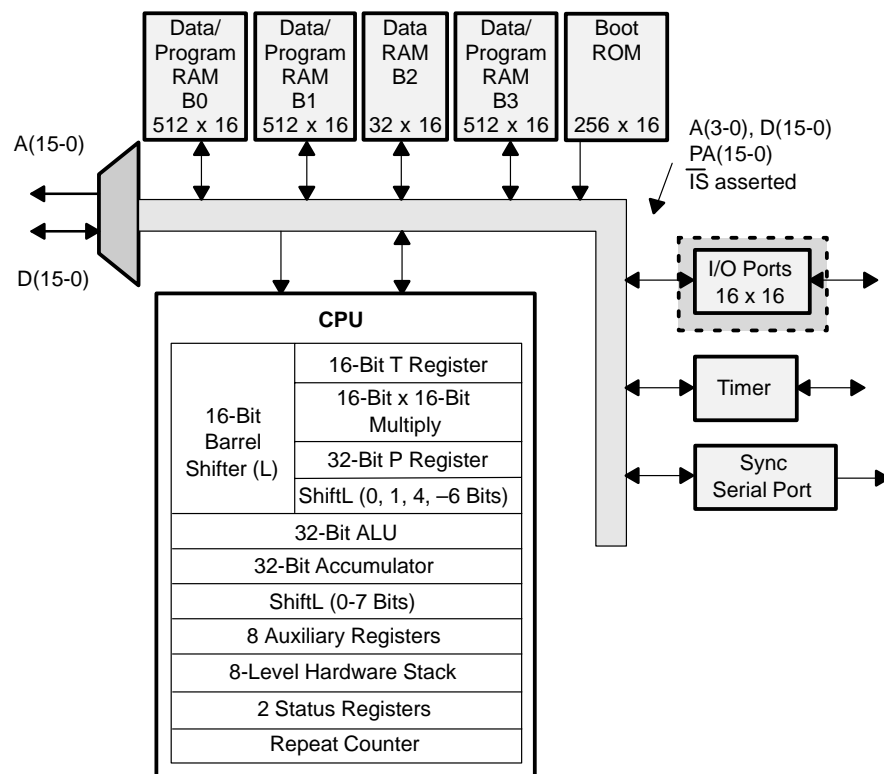 Data/
Program
RAM
B0
512 x 16
Data/
Program
RAM
B1
512 x 16
Data
RAM
B2
32 x 16
Data/
Program
RAM
B3
512 x 16
Boot
ROM
256 x 16
A(15-0)
D(15-0)
A(3-0), D(15-0)
PA(15-0)
IS asserted
I/O Ports
16 x 16
Timer
Sync
Serial Port
CPU
16-Bit
Barrel
Shifter (L)
16-Bit T Register
16-Bit x 16-Bit
Multiply
32-Bit P Register
ShiftL (0, 1, 4, –6 Bits)
32-Bit ALU
32-Bit Accumulator
ShiftL (0-7 Bits)
8 Auxiliary Registers
8-Level Hardware Stack
2 Status Registers
Repeat Counter